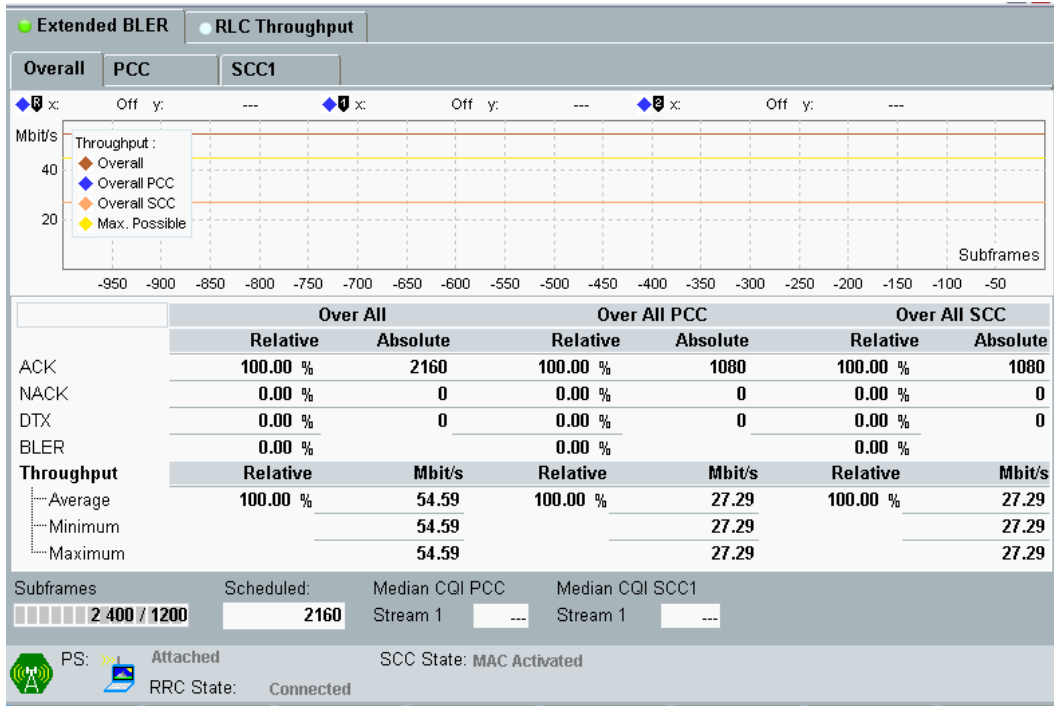 Extended BLER RLC Throughput
Overall PCC SCC1
R x: Off y: --- 1 x: Off y: --- 2 x: Off y: ---
Mbit/s
Throughput :
Overall
Overall PCC
Overall SCC
Max. Possible
40
20
Subframes
-950 -900 -850 -800 -750 -700 -650 -600 -550 -500 -450 -400 -350 -300 -250 -200 -150 -100 -50
Over All Over All PCC Over All SCC
Relative Absolute Relative Absolute Relative Absolute
ACK 100.00 % 2160 100.00 % 1080 100.00 % 1080
NACK 0.00 % 0 0.00 % 0 0.00 % 0
DTX 0.00 % 0 0.00 % 0 0.00 % 0
BLER 0.00 % 0.00 % 0.00 %
Throughput Relative Mbit/s Relative Mbit/s Relative Mbit/s
Average 100.00 % 54.59 100.00 % 27.29 100.00 % 27.29
Minimum 54.59 27.29 27.29
Maximum 54.59 27.29 27.29
Subframes Scheduled: Median CQI PCC Median CQI SCC1
2 400 / 1200 2160 Stream 1 --- Stream 1 ---
PS: Attached SCC State: MAC Activated
RRC State: Connected